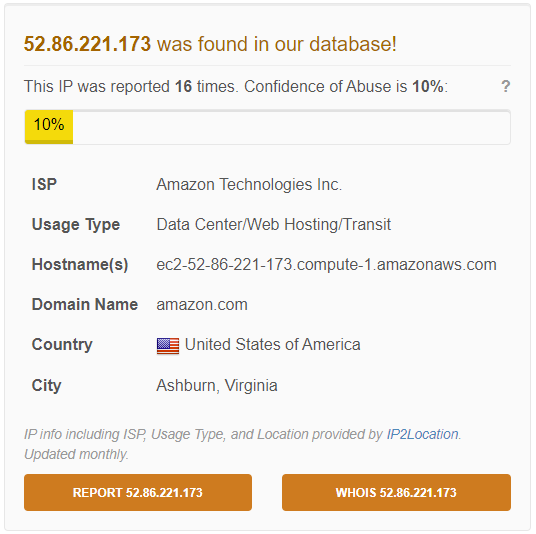 52.86.221.173 was found in our database!
This IP was reported 16 times. Confidence of Abuse is 10%: ?
10%
ISP Amazon Technologies Inc.
Usage Type Data Center/Web Hosting/Transit
Hostname(s) ec2-52-86-221-173.compute-1.amazonaws.com
Domain Name amazon.com
Country United States of America
City Ashburn, Virginia
IP info including ISP, Usage Type, and Location provided by IP2Location.
Updated monthly.
REPORT 52.86.221.173 WHOIS 52.86.221.173